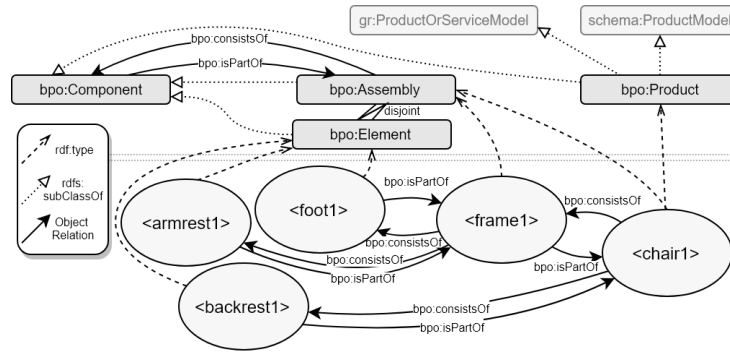 gr:ProductOrServiceModel
schema:ProductModel
bpo:consistsOf
bpo:isPartOf
bpo:Component
bpo:Assembly
bpo:Product
disjoint
bpo:Element
rdf:type
rdfs:
subClassOf
Object
Relation
bpo:isPartOf
bpo:consistsOf
<armrest1>
<foot1>
<frame1>
<chair1>
bpo:consistsOf
bpo:consistsOf
bpo:isPartOf
bpo:isPartOf
<backrest1>
bpo:consistsOf
bpo:isPartOf